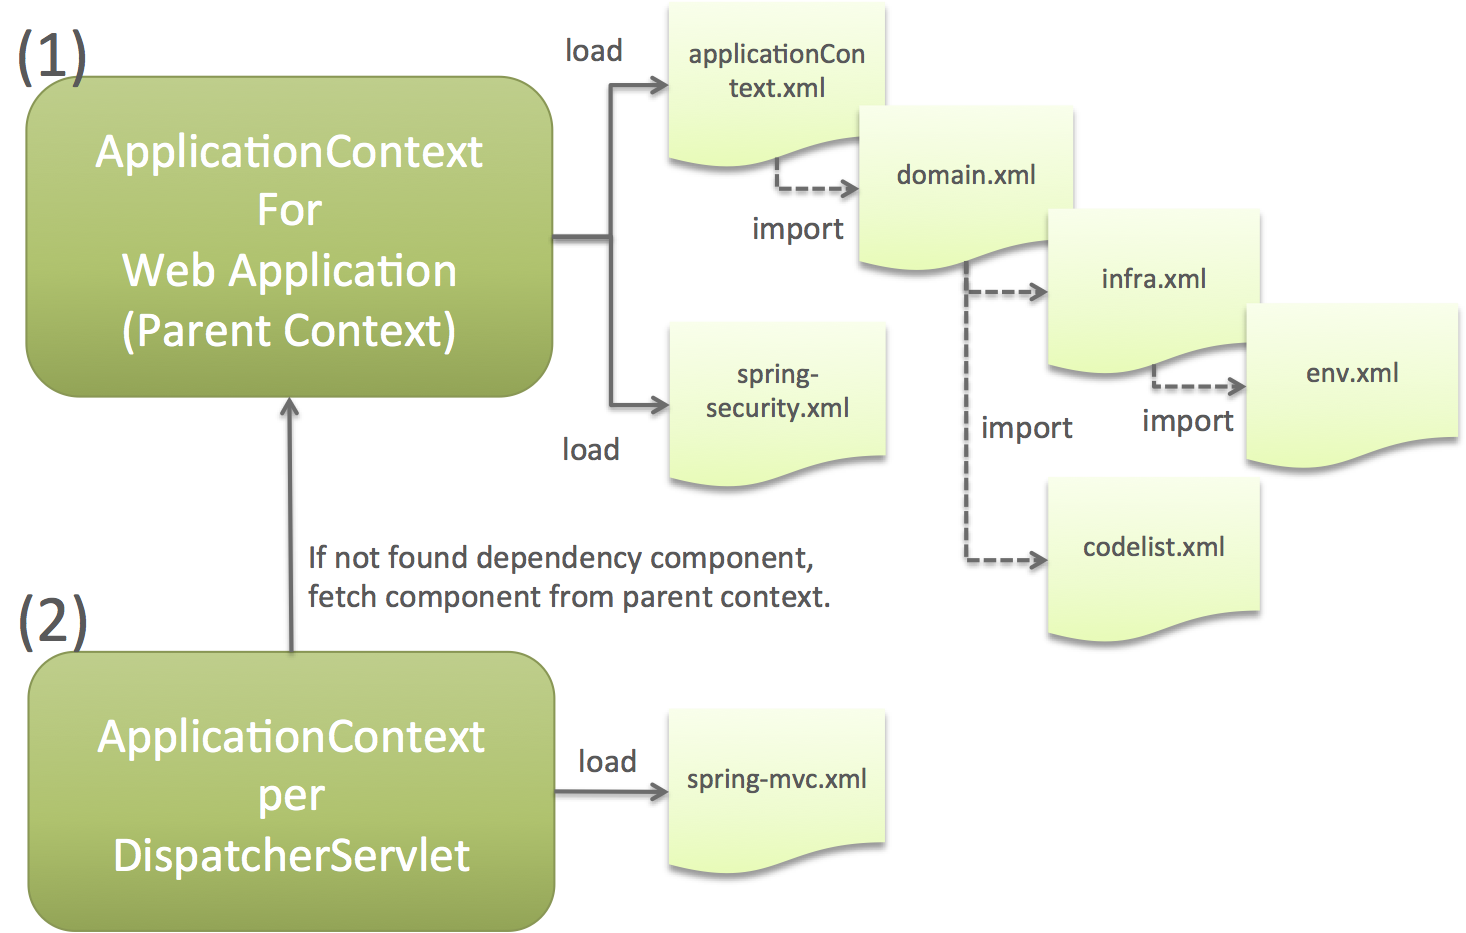 (1)
ApplicationContext
For
Web Application
(Parent Context)
load
applicationCon
text.xml
import
domain.xml
infra.xml
import
env.xml
import
codelist.xml
load
spring-
security.xml
If not found dependency component,
fetch component from parent context.
(2)
ApplicationContext
per
DispatcherServlet
load
spring-mvc.xml